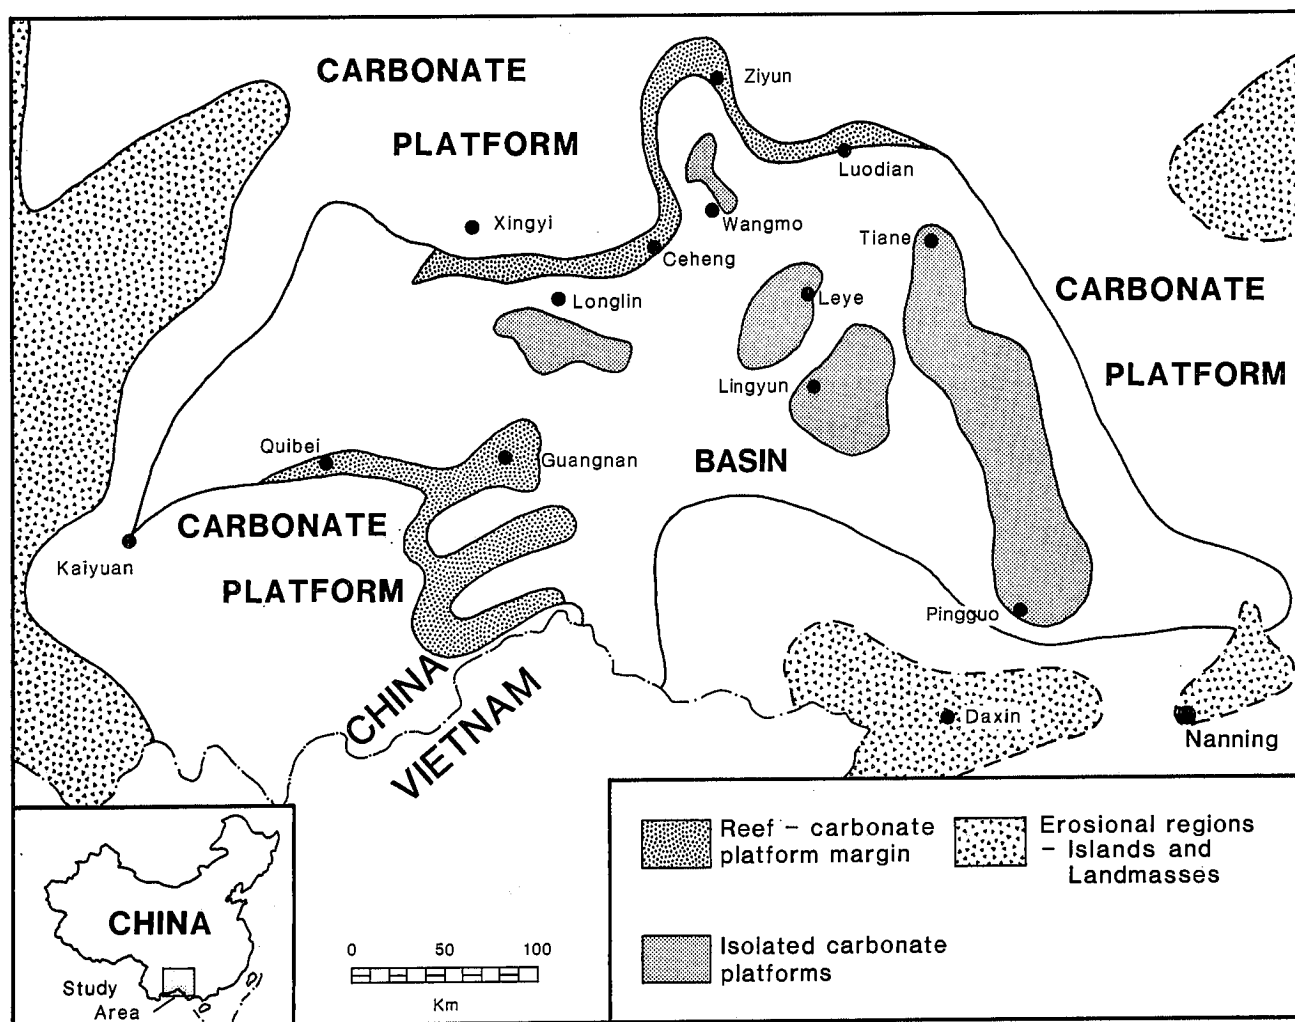 CARBONATE
PLATFORM
Ziyun
Luodian
Xingyi
Wangmo
Tiane
Ceheng
CARBONATE
PLATFORM
Longlin
Leye
Lingyun
Quibei
Guangnan
BASIN
CARBONATE
PLATFORM
Kaiyuan
Pingguo
CHINA
VIETNAM
Daxin
Nanning
CHINA
Study
Area
0 50 100
Km
Reef - carbonate
platform margin
Erosional regions
- Islands and
Landmasses
Isolated carbonate
platforms